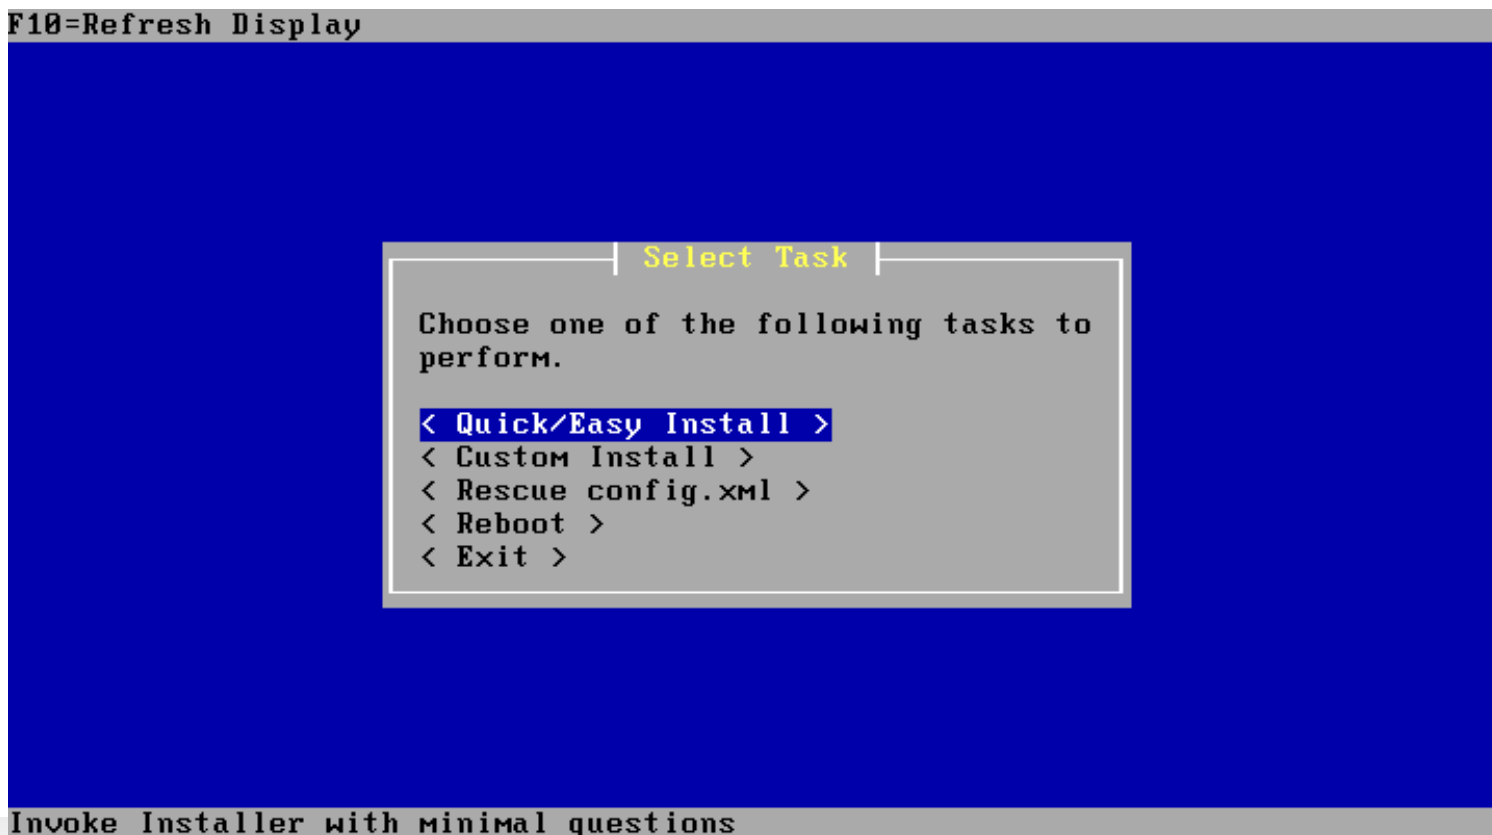 F10=Refresh Display
Select Task
Choose one of the following tasks to
perform.
< Quick/Easy Install >
< Custom Install >
< Rescue config.xml >
< Reboot >
< Exit >
Invoke Installer with minimal questions